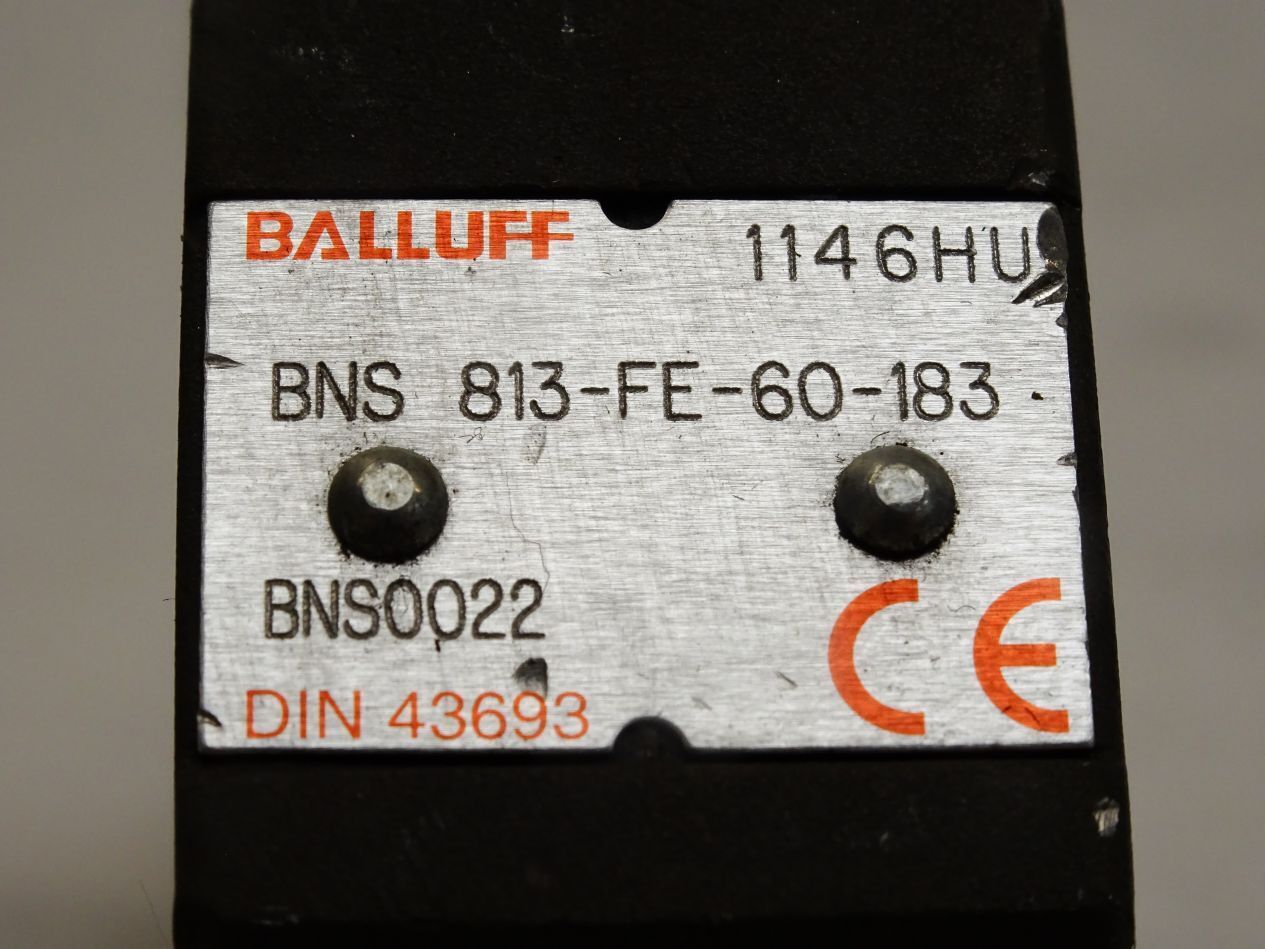 BALLUFF 1146HU
BNS 813-FE-60-183
BNS0022
DIN 43693 CE